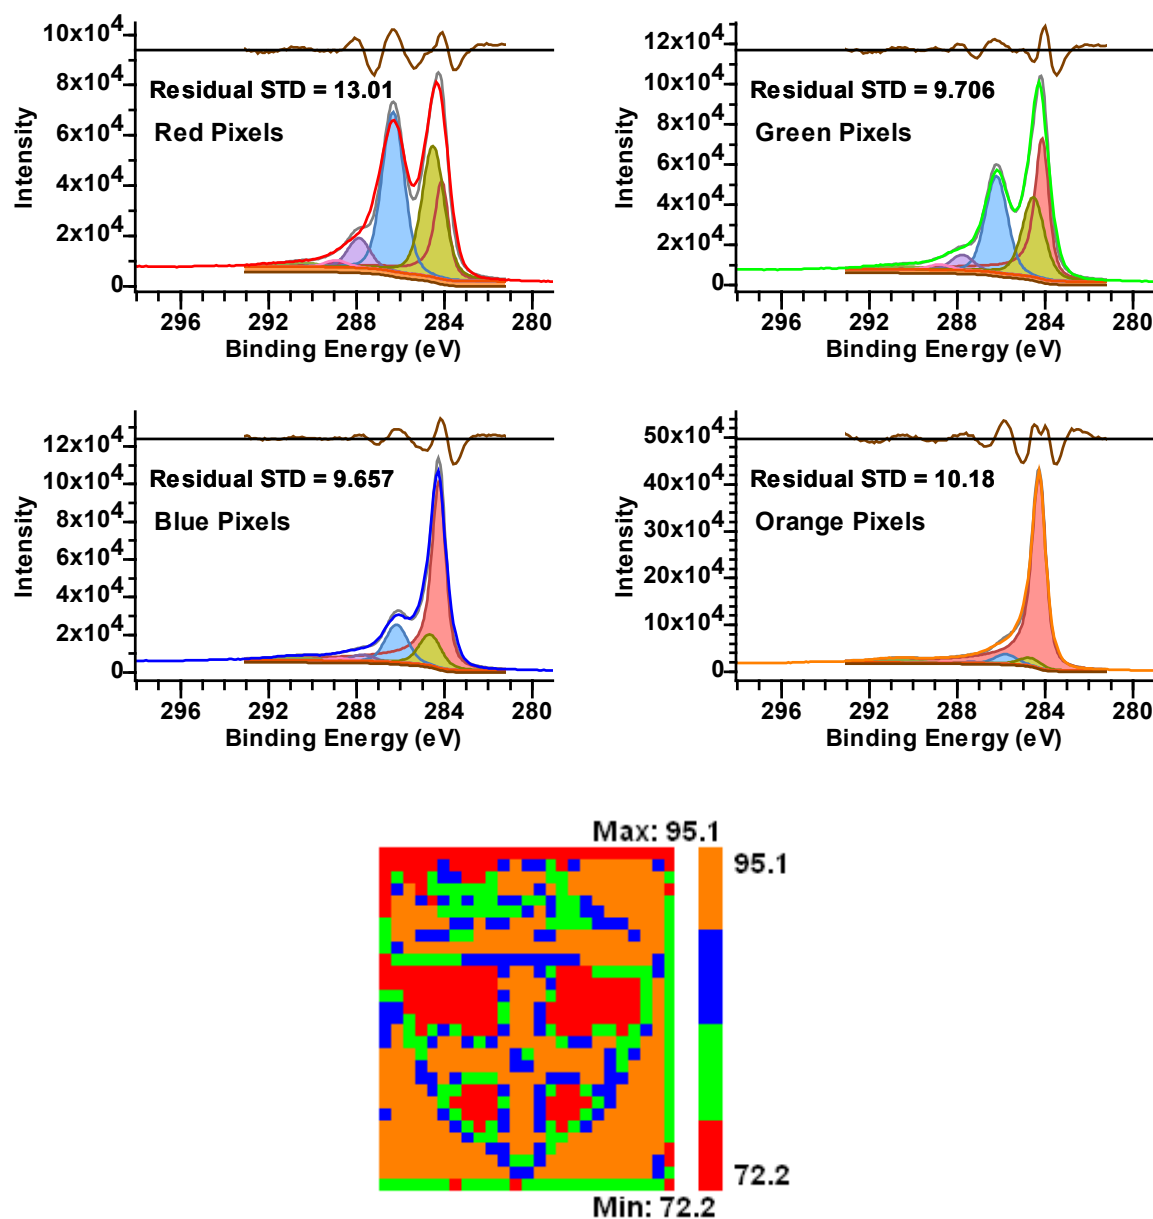 10x10⁴
8x10⁴
6x10⁴
4x10⁴
2x10⁴
0
Intensity
Residual STD = 13.01
Red Pixels
296 292 288 284 280
Binding Energy (eV)
12x10⁴
10x10⁴
8x10⁴
6x10⁴
4x10⁴
2x10⁴
0
Intensity
Residual STD = 9.706
Green Pixels
296 292 288 284 280
Binding Energy (eV)
12x10⁴
10x10⁴
8x10⁴
6x10⁴
4x10⁴
2x10⁴
0
Intensity
Residual STD = 9.657
Blue Pixels
296 292 288 284 280
Binding Energy (eV)
50x10⁴
40x10⁴
30x10⁴
20x10⁴
10x10⁴
0
Intensity
Residual STD = 10.18
Orange Pixels
296 292 288 284 280
Binding Energy (eV)
Max: 95.1
95.1
72.2
Min: 72.2